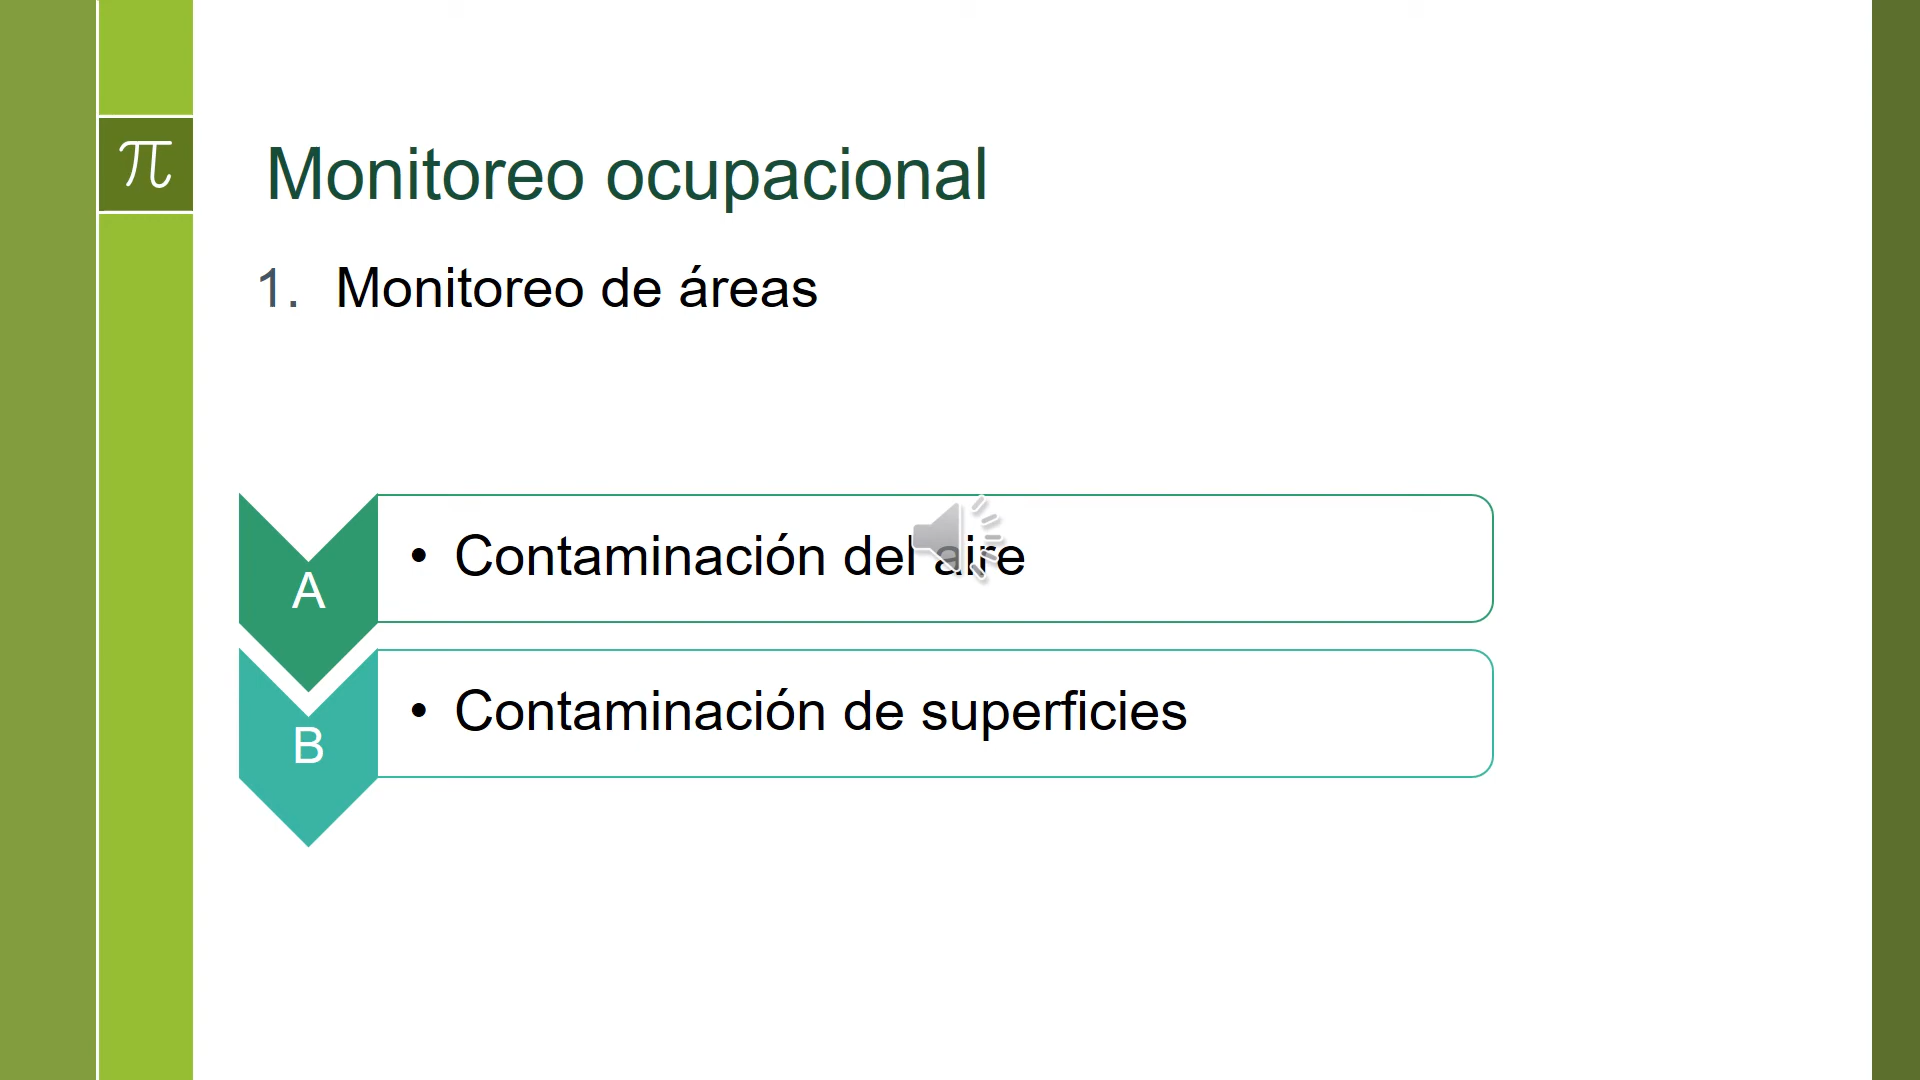 π
Monitoreo ocupacional
1. Monitoreo de áreas
A
• Contaminación del aire
B
• Contaminación de superficies